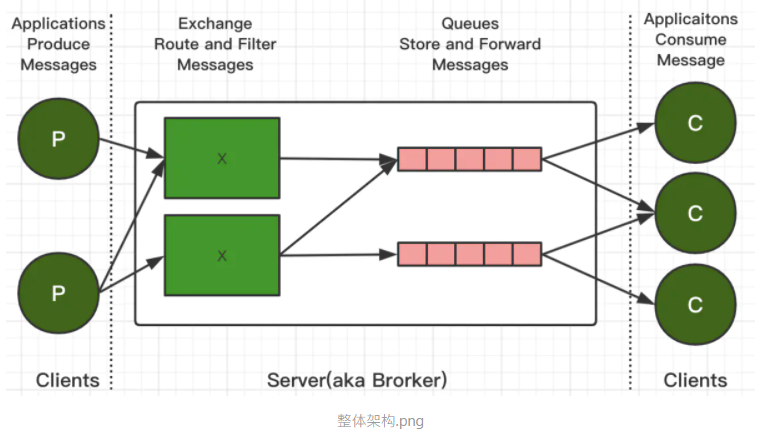 Applications
Produce
Messages
Exchange
Route and Filter
Messages
Queues
Store and Forward
Messages
Applicaitons
Consume
Message
P
P
X
X
C
C
C
Clients
Server(aka Brorker)
Clients
整体架构.png